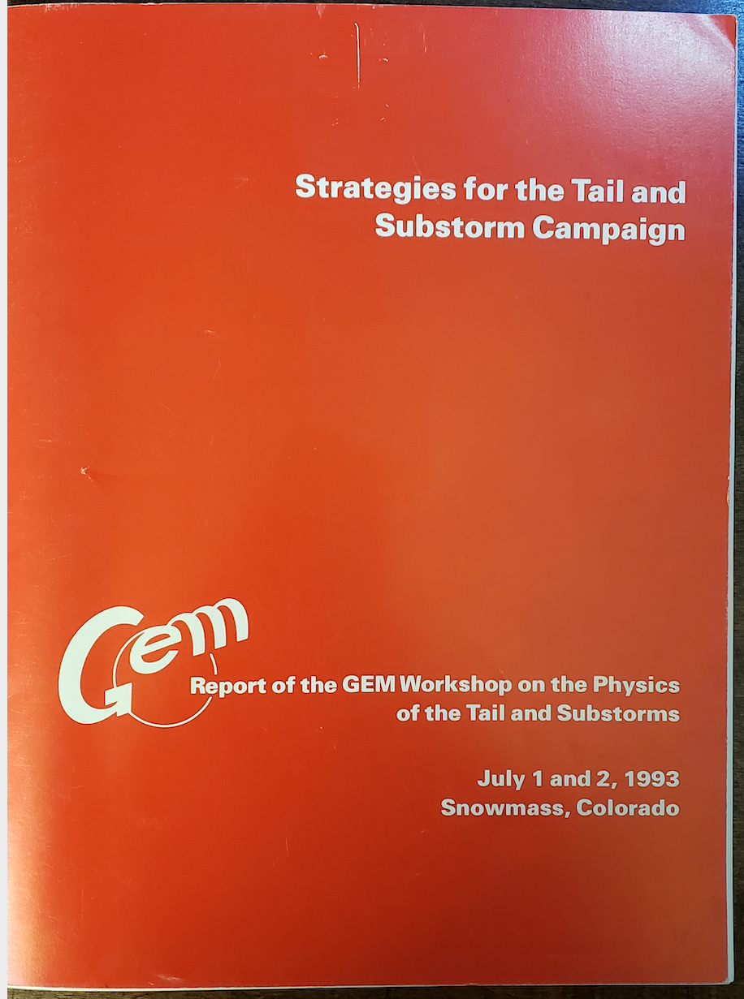 Strategies for the Tail and
Substorm Campaign
Gem
Report of the GEM Workshop on the Physics
of the Tail and Substorms
July 1 and 2, 1993
Snowmass, Colorado